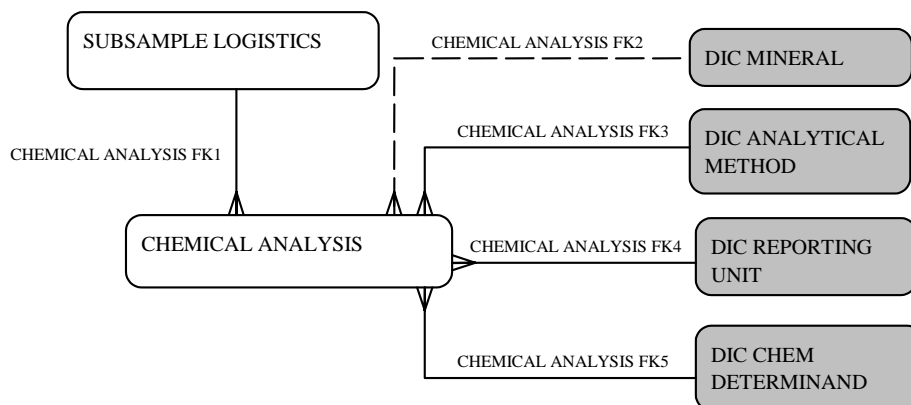 SUBSAMPLE LOGISTICS
CHEMICAL ANALYSIS FK2
DIC MINERAL
CHEMICAL ANALYSIS FK1
CHEMICAL ANALYSIS FK3
DIC ANALYTICAL
METHOD
CHEMICAL ANALYSIS
CHEMICAL ANALYSIS FK4
DIC REPORTING
UNIT
CHEMICAL ANALYSIS FK5
DIC CHEM
DETERMINAND